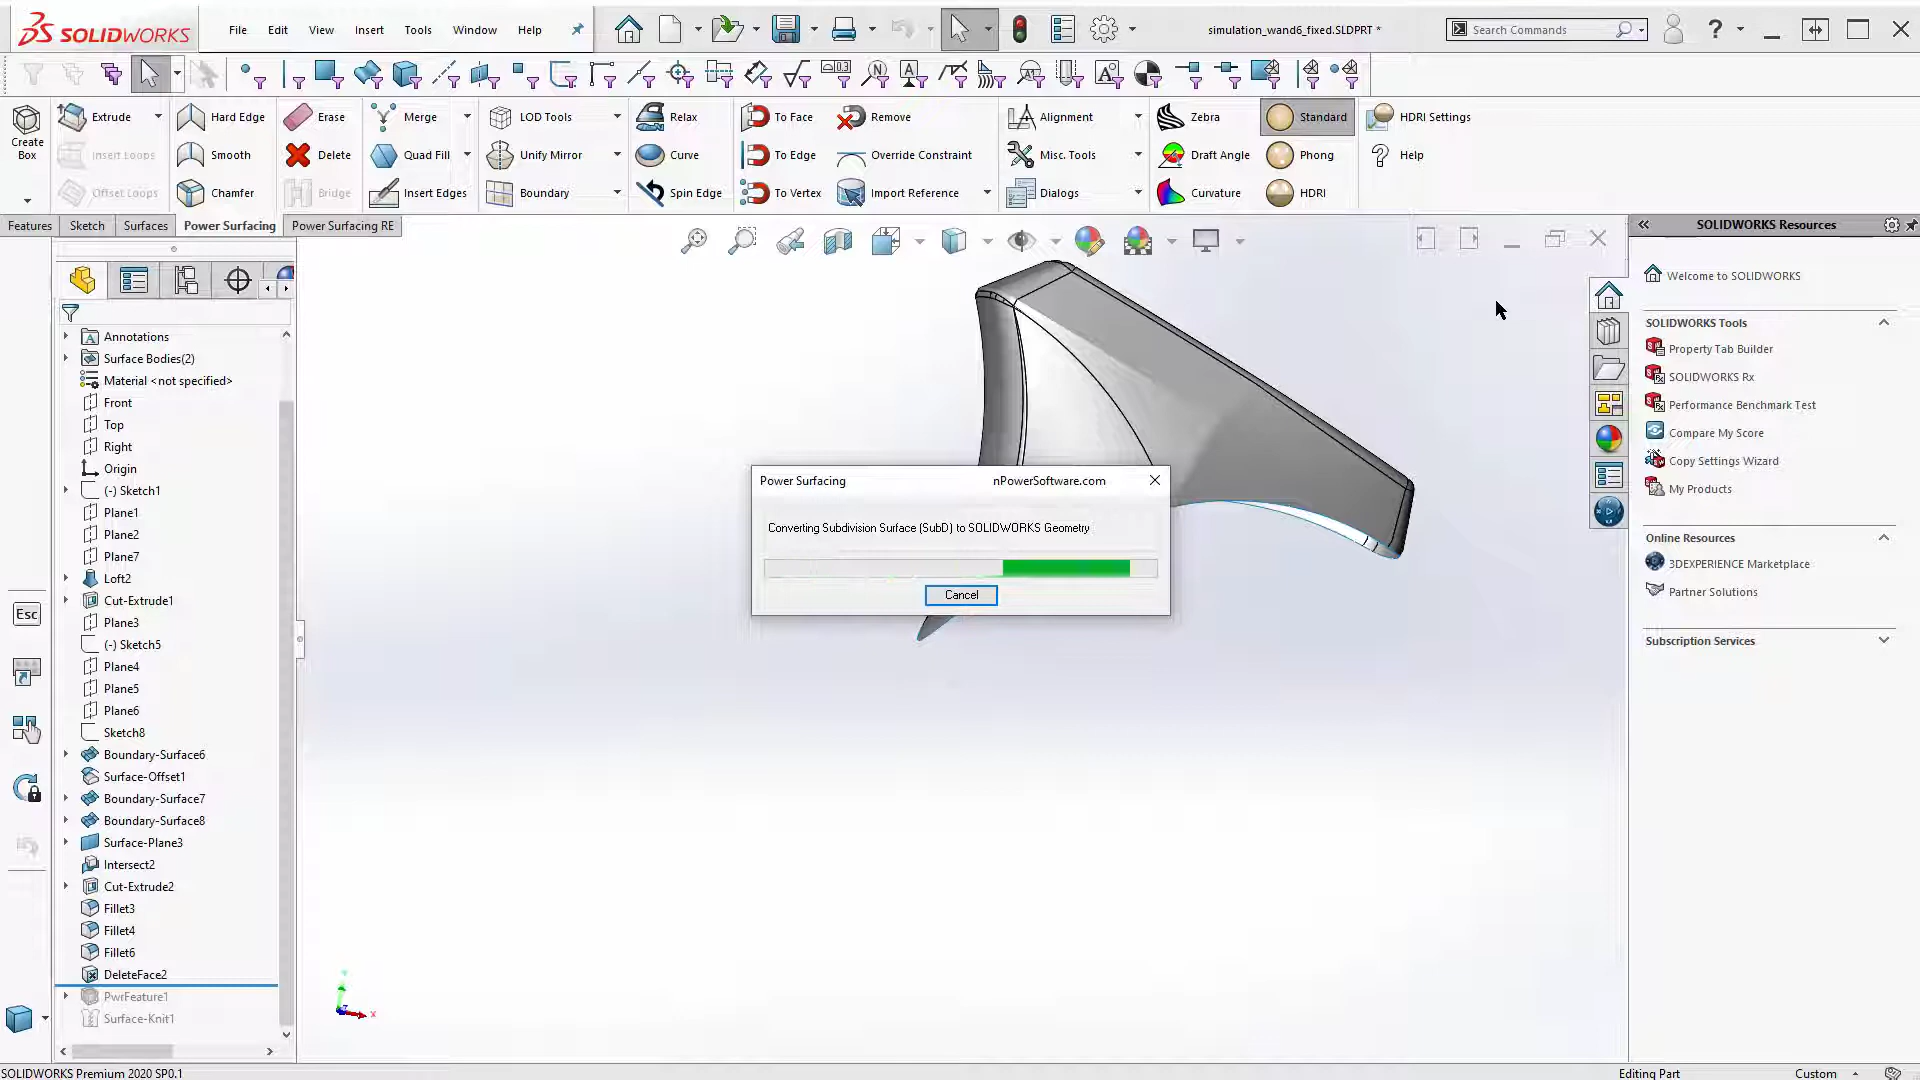 SOLIDWORKS
File Edit View Insert Tools Window Help
simulation_wand6_fixed.SLDPRT *
Search Commands
Create Box
Extrude
Insert Loops
Offset Loops
Hard Edge
Smooth
Chamfer
Erase
Delete
Bridge
Merge
Quad Fill
Insert Edges
LOD Tools
Unify Mirror
Boundary
Relax
Curve
Spin Edge
To Face
To Edge
To Vertex
Remove
Override Constraint
Import Reference
Alignment
Misc. Tools
Dialogs
Zebra
Draft Angle
Curvature
Standard
Phong
HDRI
HDRI Settings
Help
Features Sketch Surfaces Power Surfacing Power Surfacing RE
Annotations
Surface Bodies(2)
Material <not specified>
Front
Top
Right
Origin
(-) Sketch1
Plane1
Plane2
Plane7
Loft2
Cut-Extrude1
Plane3
(-) Sketch5
Plane4
Plane5
Plane6
Sketch8
Boundary-Surface6
Surface-Offset1
Boundary-Surface7
Boundary-Surface8
Surface-Plane3
Intersect2
Cut-Extrude2
Fillet3
Fillet4
Fillet6
DeleteFace2
PwrFeature1
Surface-Knit1
Esc
Power Surfacing nPowerSoftware.com
Converting Subdivision Surface (SubD) to SOLIDWORKS Geometry
Cancel
x
SOLIDWORKS Resources
Welcome to SOLIDWORKS
SOLIDWORKS Tools
Property Tab Builder
SOLIDWORKS Rx
Performance Benchmark Test
Compare My Score
Copy Settings Wizard
My Products
Online Resources
3DEXPERIENCE Marketplace
Partner Solutions
Subscription Services
SOLIDWORKS Premium 2020 SP0.1
Editing Part
Custom